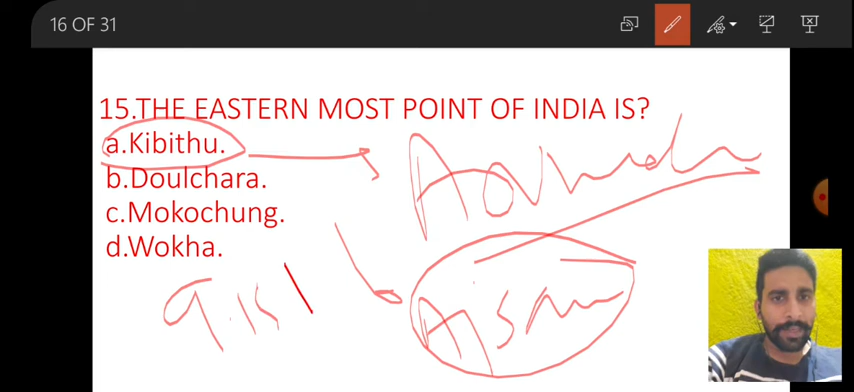 16 OF 31
15.THE EASTERN MOST POINT OF INDIA IS?
a.Kibithu.
b.Doulchara.
c.Mokochung.
d.Wokha.